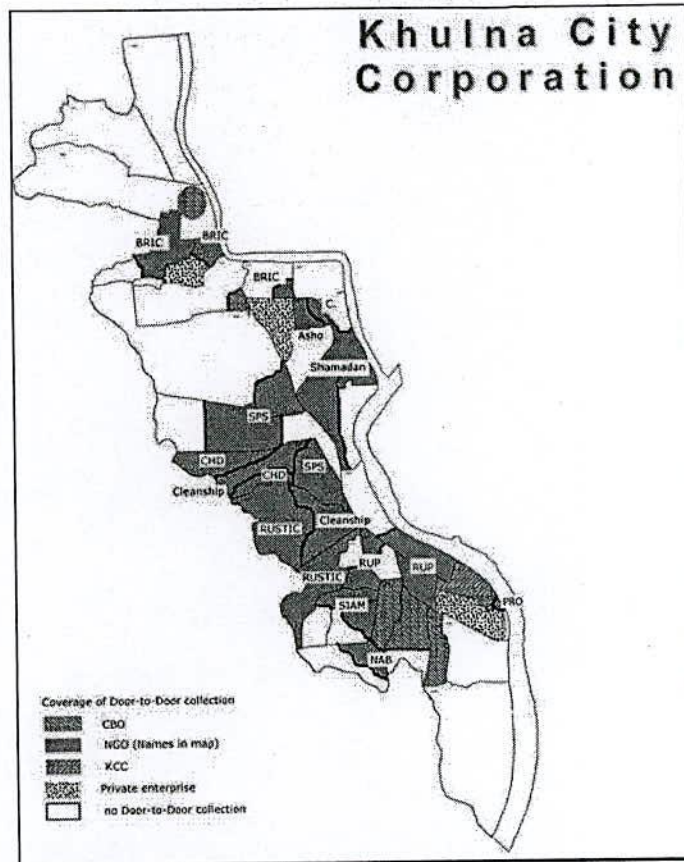 Khulna City
Corporation
BRIC
BRIC
BRIC
C.
Asho
Shamadan
SPS
CHD
SPS
CHD
Cleanship
Cleanship
RUSTIC
RUP
RUP
RUSTIC
PRO
SIAM
NAB
Coverage of Door-to-Door collection
CBO
NGO (Names in map)
KCC
Private enterprise
no Door-to-Door collection